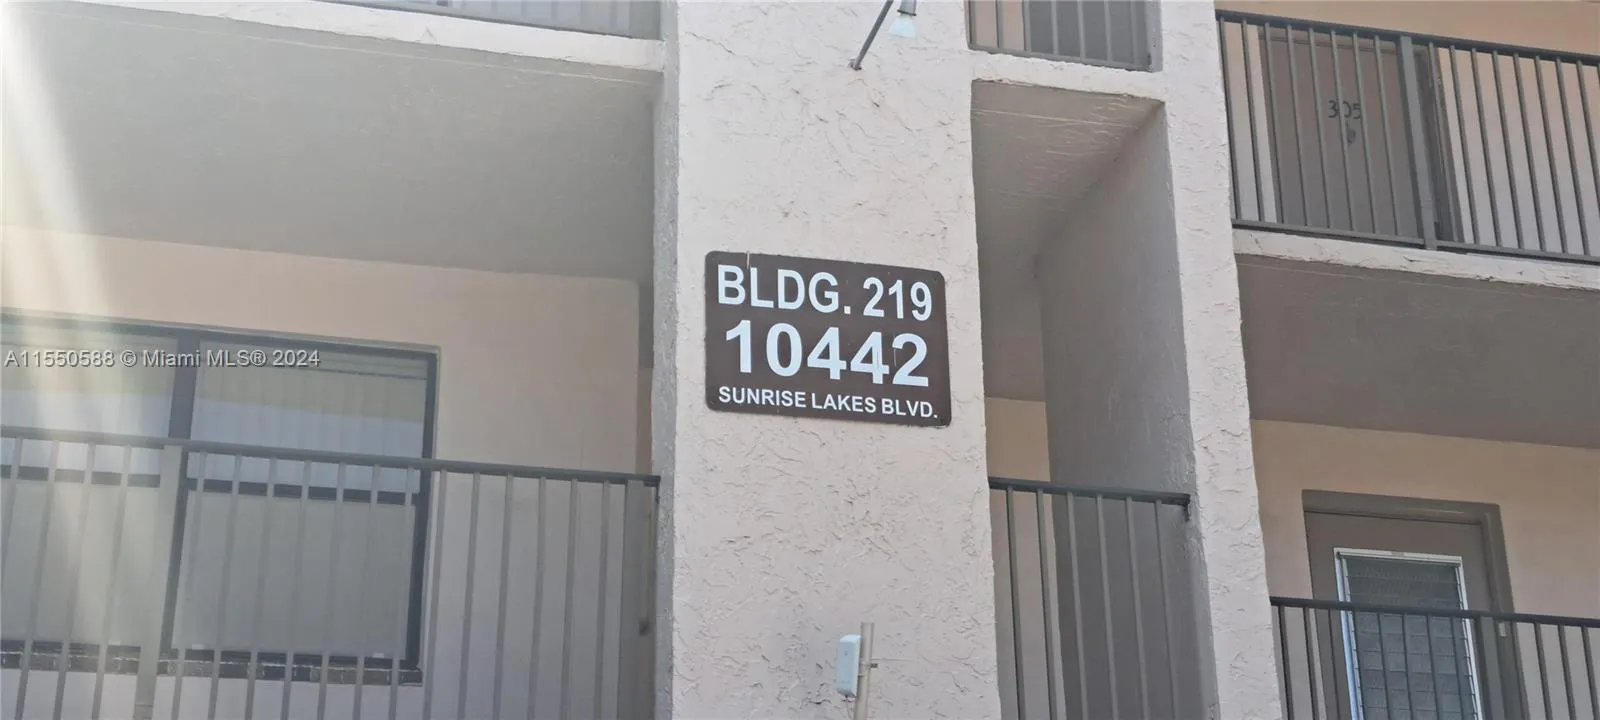 305
BLDG. 219
10442
SUNRISE LAKES BLVD.
A11550588 © Miami MLS® 2024